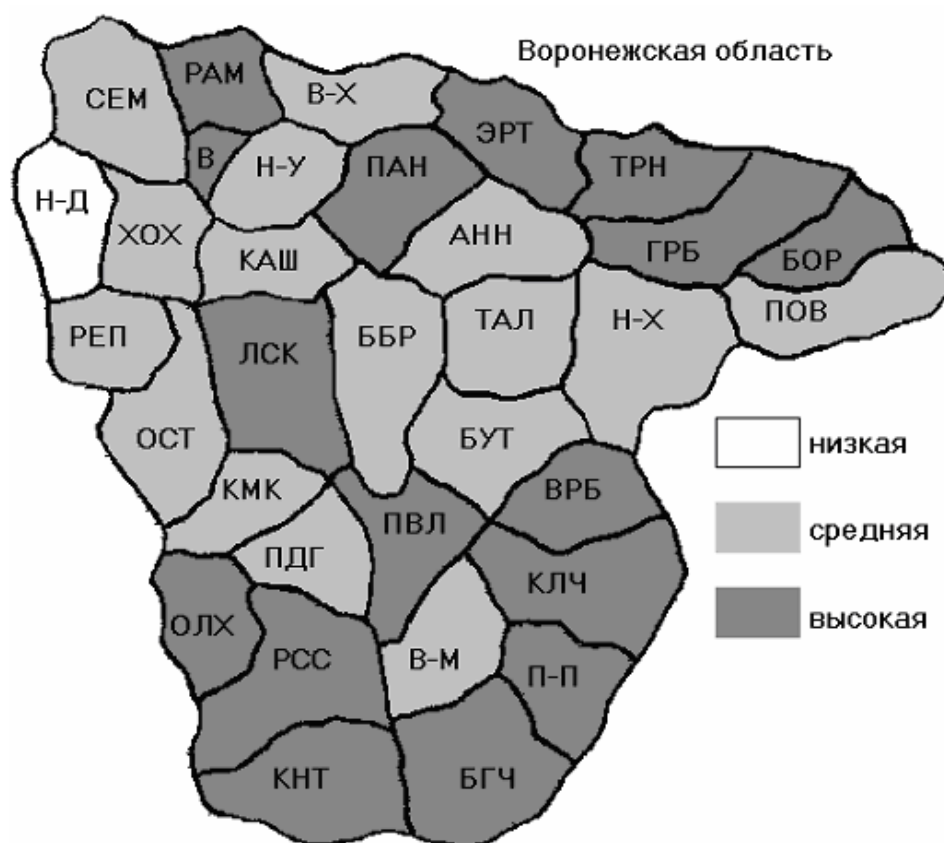 Воронежская область
СЕМ
РАМ
В-Х
ЭРТ
В
Н-У
ПАН
ТРН
Н-Д
ХОХ
КАШ
АНН
ГРБ
БОР
РЕП
ЛСК
ББР
ТАЛ
Н-Х
ПОВ
ОСТ
БУТ
низкая
КМК
ПВЛ
ВРБ
средняя
ПДГ
КЛЧ
ОЛХ
РСС
В-М
П-П
высокая
КНТ
БГЧ